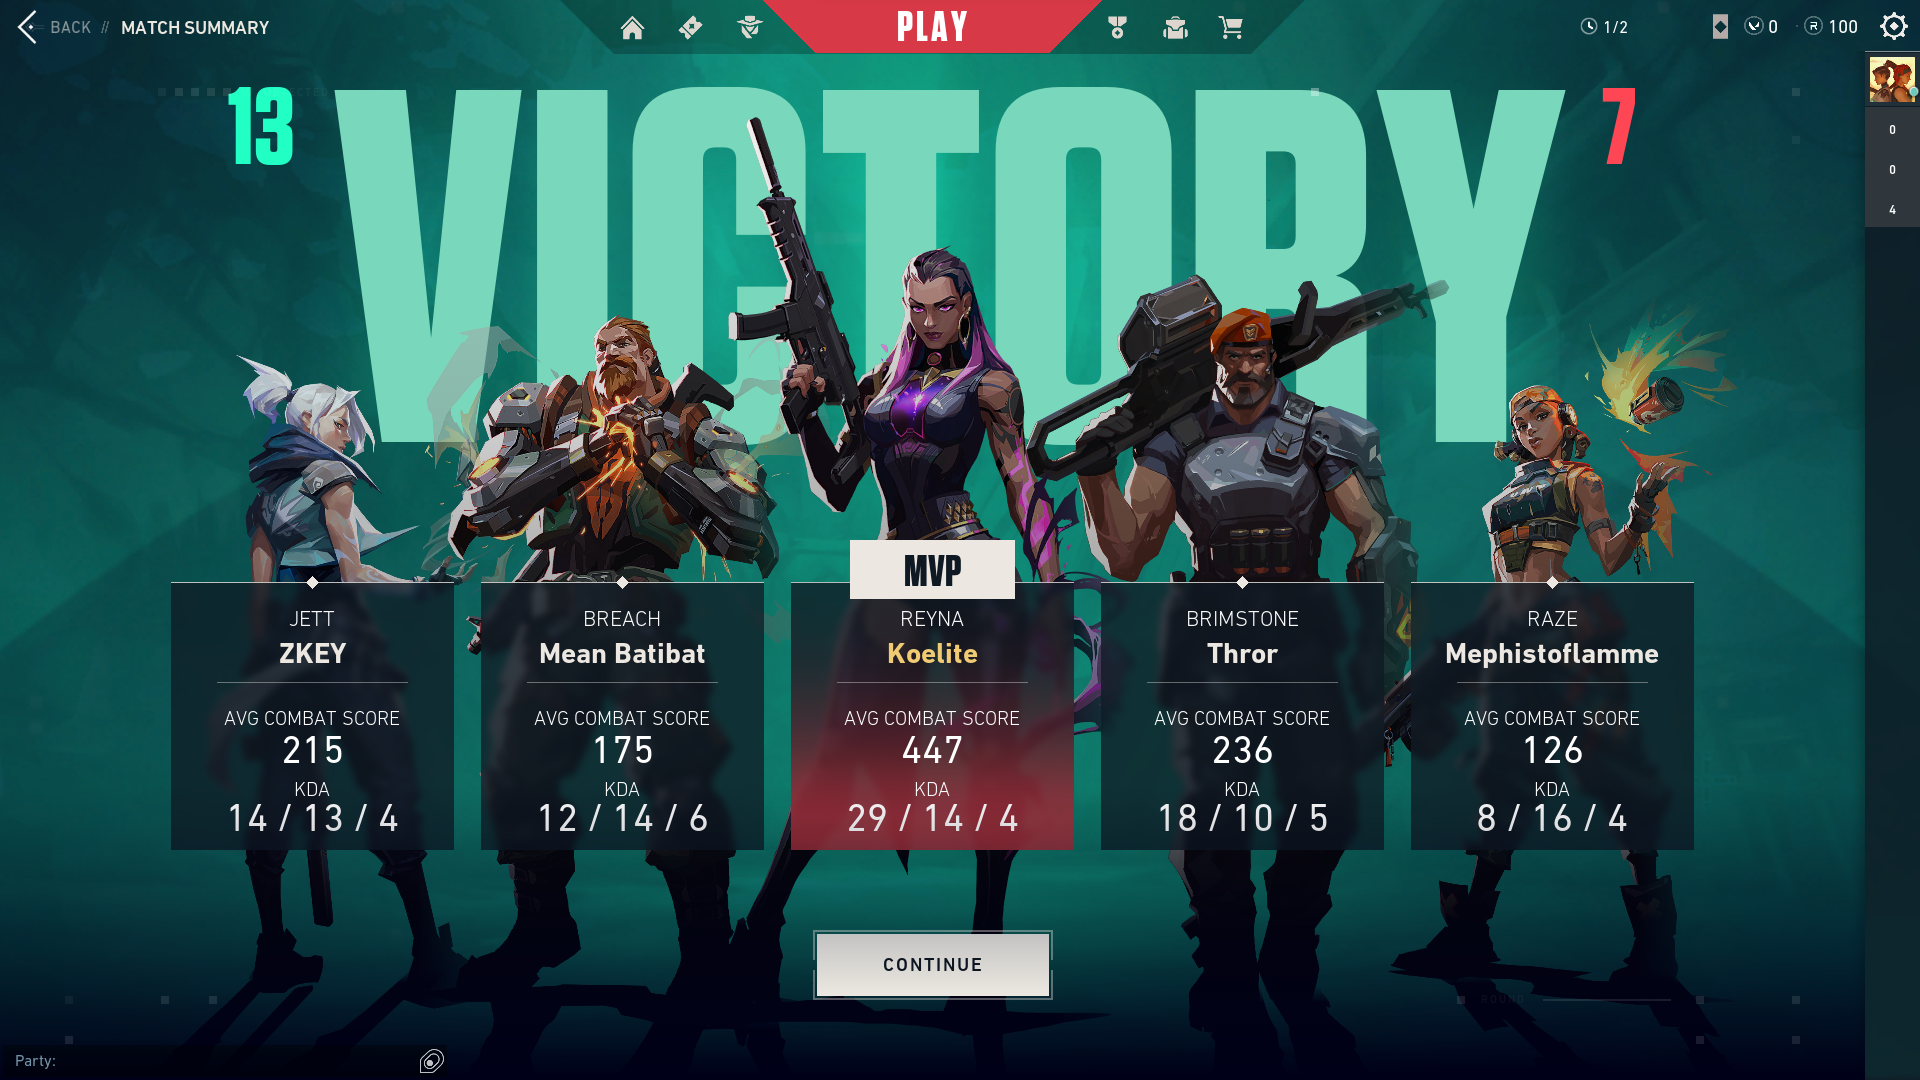 BACK // MATCH SUMMARY
PLAY
1/2
0
100
13
VICTORY
7
0
0
4
MVP
JETT
ZKEY
AVG COMBAT SCORE
215
KDA
14 / 13 / 4
BREACH
Mean Batibat
AVG COMBAT SCORE
175
KDA
12 / 14 / 6
REYNA
Koelite
AVG COMBAT SCORE
447
KDA
29 / 14 / 4
BRIMSTONE
Thror
AVG COMBAT SCORE
236
KDA
18 / 10 / 5
RAZE
Mephistoflamme
AVG COMBAT SCORE
126
KDA
8 / 16 / 4
CONTINUE
ROUND
Party: